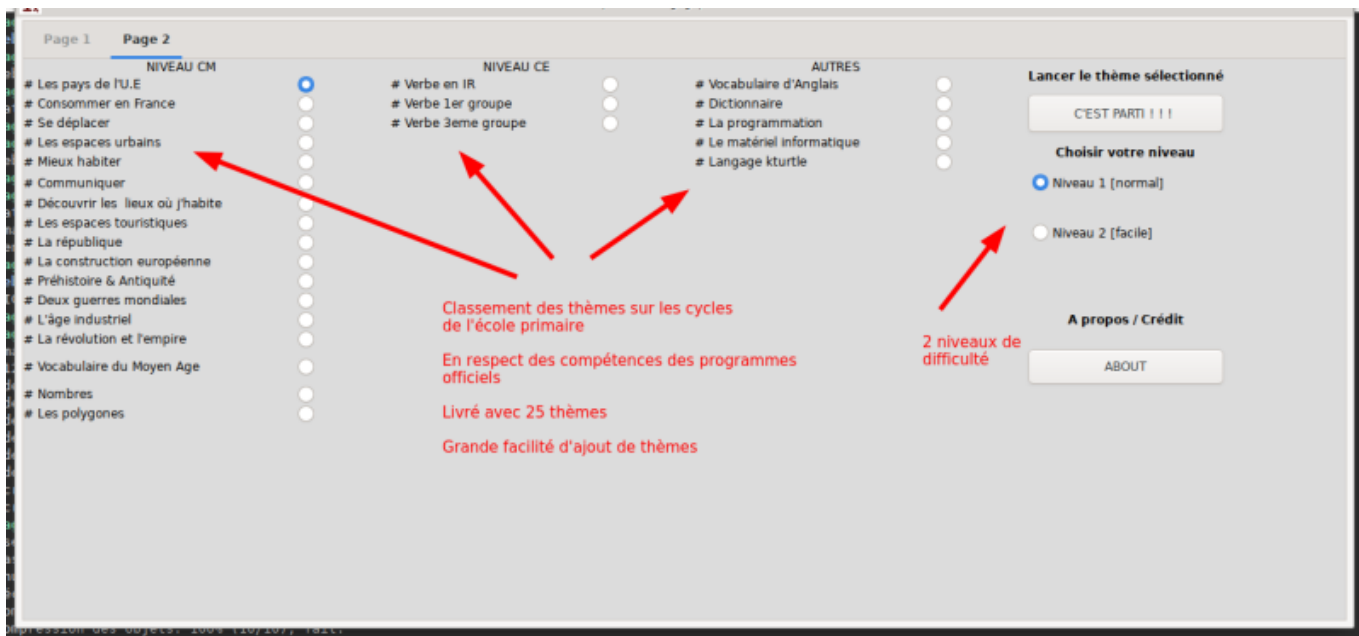 Page 1 Page 2
NIVEAU CM
# Les pays de l'U.E
# Consommer en France
# Se déplacer
# Les espaces urbains
# Mieux habiter
# Communiquer
# Découvrir les lieux où j'habite
# Les espaces touristiques
# La république
# La construction européenne
# Préhistoire & Antiquité
# Deux guerres mondiales
# L'âge industriel
# La révolution et l'empire
# Vocabulaire du Moyen Age
# Nombres
# Les polygones
NIVEAU CE
# Verbe en IR
# Verbe 1er groupe
# Verbe 3eme groupe
AUTRES
# Vocabulaire d'Anglais
# Dictionnaire
# La programmation
# Le matériel informatique
# Langage kturtle
Classement des thèmes sur les cycles
de l'école primaire
En respect des compétences des programmes
officiels
Livré avec 25 thèmes
Grande facilité d'ajout de thèmes
2 niveaux de
difficulté
Lancer le thème sélectionné
C'EST PARTI ! ! !
Choisir votre niveau
Niveau 1 [normal]
Niveau 2 [facile]
A propos / Crédit
ABOUT